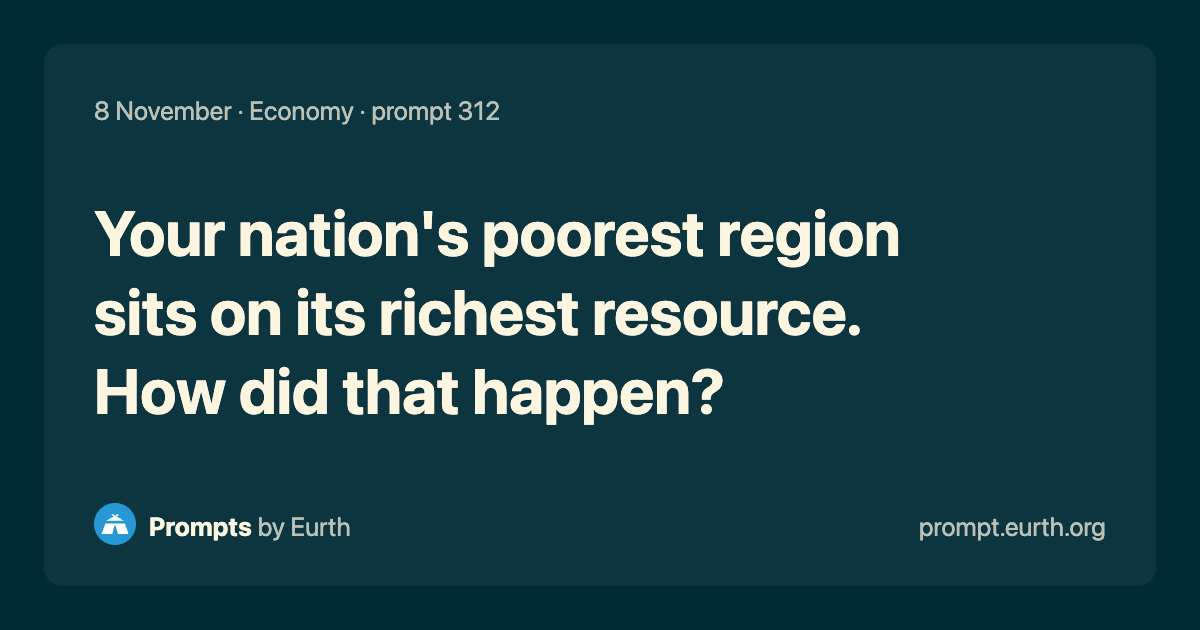 8 November · Economy · prompt 312
Your nation's poorest region
sits on its richest resource.
How did that happen?
Prompts by Eurth
prompt.eurth.org